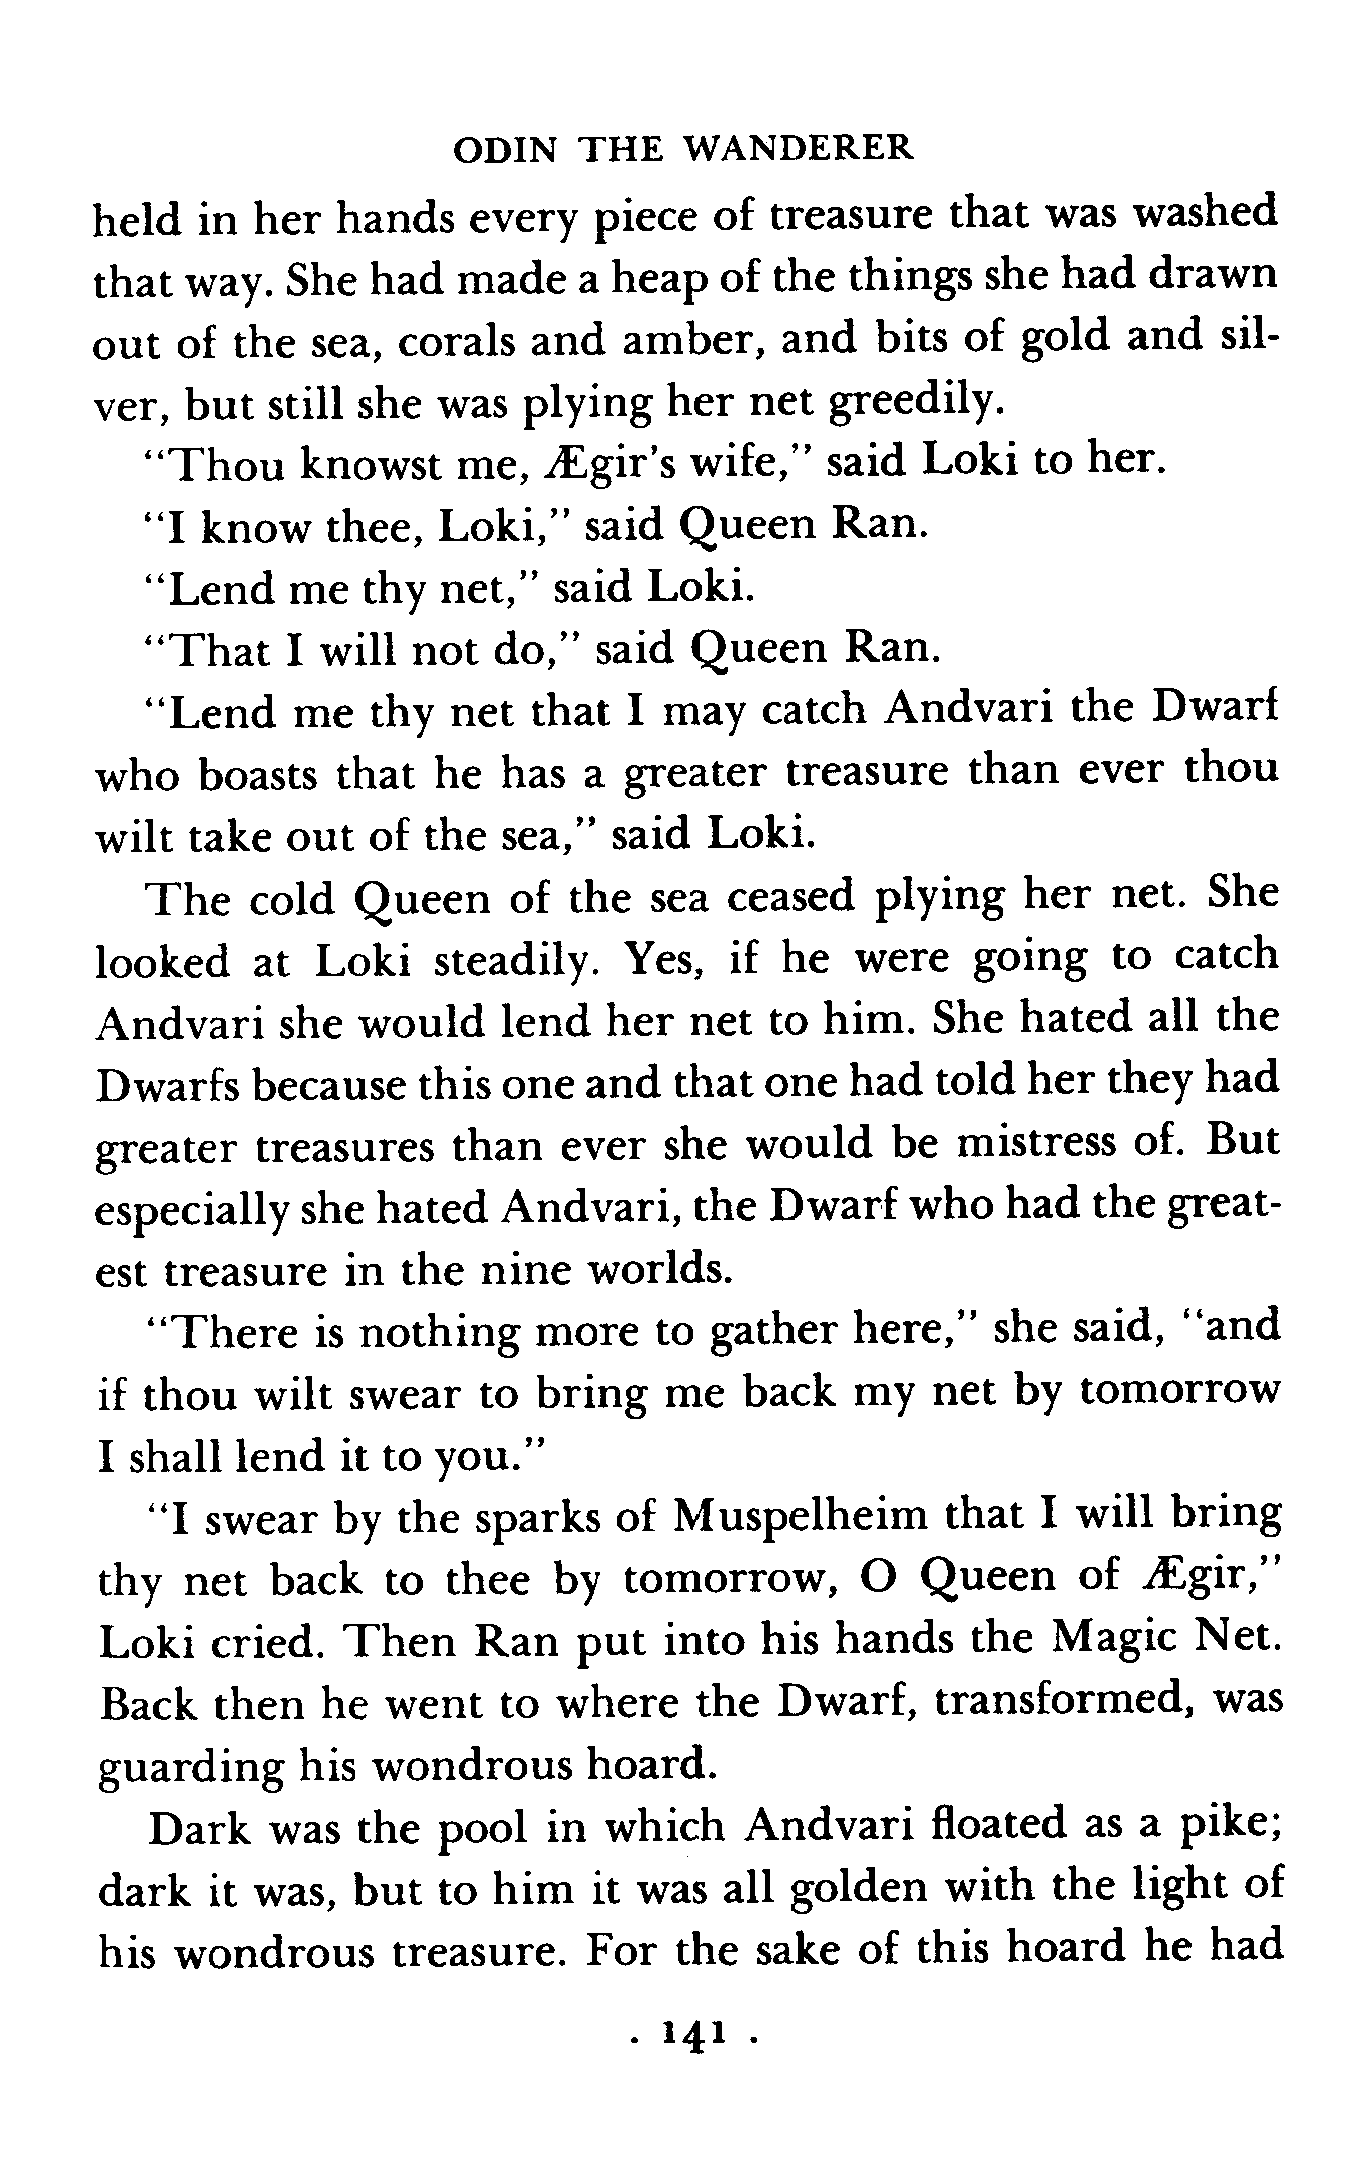 ODIN THE WANDERER
held in her hands every piece of treasure that was washed
that way. She had made a heap of the things she had drawn
out of the sea, corals and amber, and bits of gold and sil-
ver, but still she was plying her net greedily.
“Thou knowst me, Ægir’s wife,” said Loki to her.
“I know thee, Loki,” said Queen Ran.
“Lend me thy net,” said Loki.
“That I will not do,” said Queen Ran.
“Lend me thy net that I may catch Andvari the Dwarf
who boasts that he has a greater treasure than ever thou
wilt take out of the sea,” said Loki.
The cold Queen of the sea ceased plying her net. She
looked at Loki steadily. Yes, if he were going to catch
Andvari she would lend her net to him. She hated all the
Dwarfs because this one and that one had told her they had
greater treasures than ever she would be mistress of. But
especially she hated Andvari, the Dwarf who had the great-
est treasure in the nine worlds.
“There is nothing more to gather here,” she said, “and
if thou wilt swear to bring me back my net by tomorrow
I shall lend it to you.”
“I swear by the sparks of Muspelheim that I will bring
thy net back to thee by tomorrow, O Queen of Ægir,”
Loki cried. Then Ran put into his hands the Magic Net.
Back then he went to where the Dwarf, transformed, was
guarding his wondrous hoard.
Dark was the pool in which Andvari floated as a pike;
dark it was, but to him it was all golden with the light of
his wondrous treasure. For the sake of this hoard he had
. 141 .